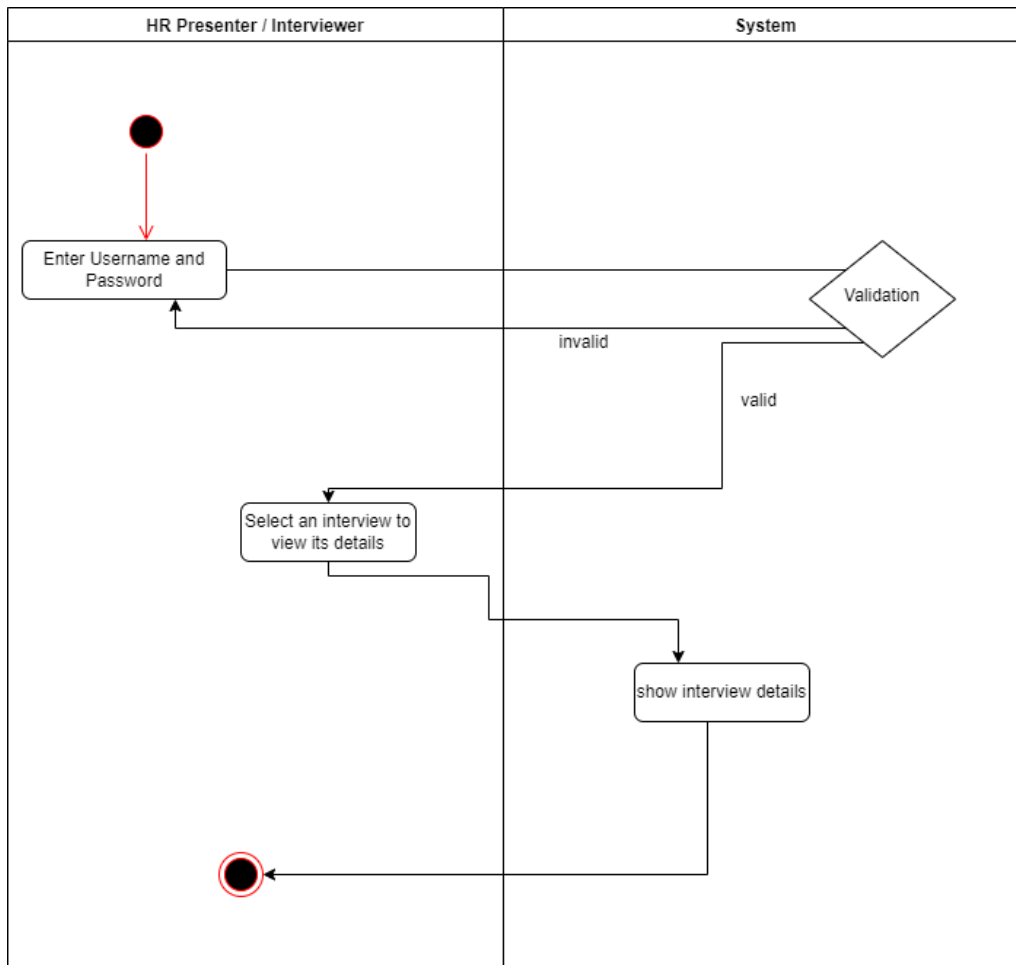 HR Presenter / Interviewer
System
Enter Username and
Password
Validation
invalid
valid
Select an interview to
view its details
show interview details